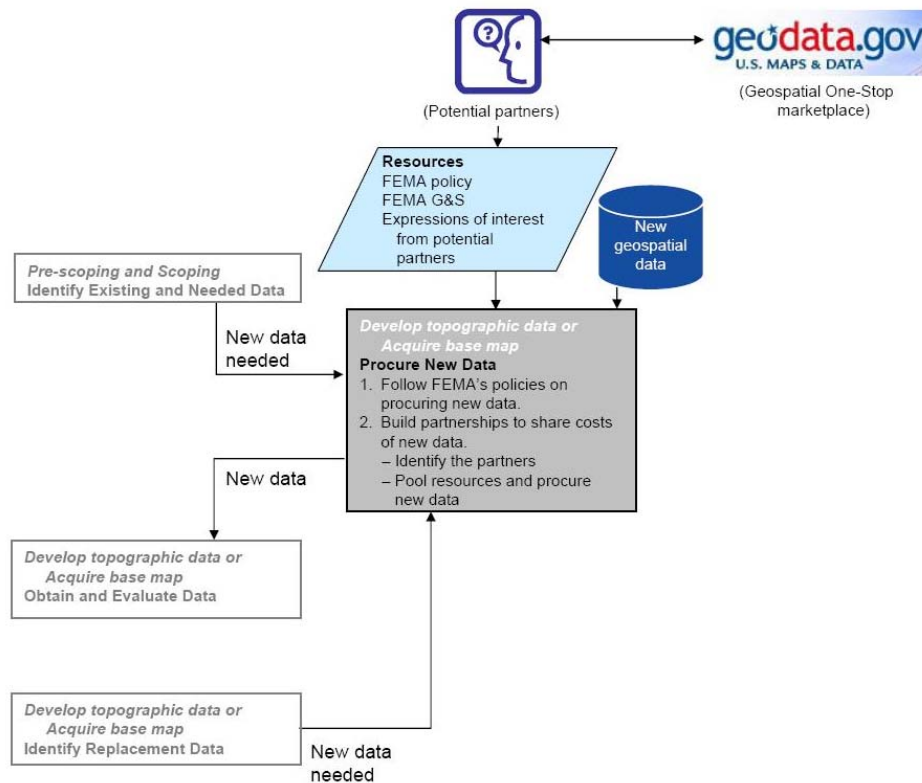 ?
geodata.gov
U.S. MAPS & DATA
(Potential partners)
(Geospatial One-Stop
marketplace)
Resources
FEMA policy
FEMA G&S
Expressions of interest
from potential
partners
New
geospatial
data
Pre-scoping and Scoping
Identify Existing and Needed Data
New data
needed
Develop topographic data or
Acquire base map
Procure New Data
1. Follow FEMA's policies on
procuring new data.
2. Build partnerships to share costs
of new data.
– Identify the partners
– Pool resources and procure
new data
New data
Develop topographic data or
Acquire base map
Obtain and Evaluate Data
Develop topographic data or
Acquire base map
Identify Replacement Data
New data
needed